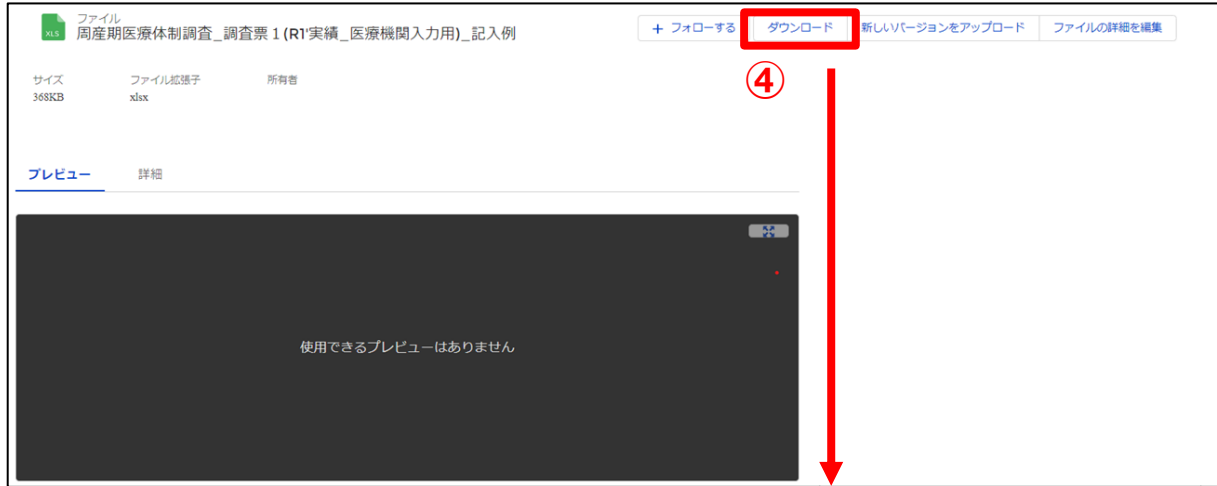 ファイル
XLS
周産期医療体制調査_調査票1(R1'実績_医療機関入力用)_記入例
+ フォローする ダウンロード 新しいバージョンをアップロード ファイルの詳細を編集
④
サイズ ファイル拡張子 所有者
368KB xlsx
プレビュー 詳細
使用できるプレビューはありません